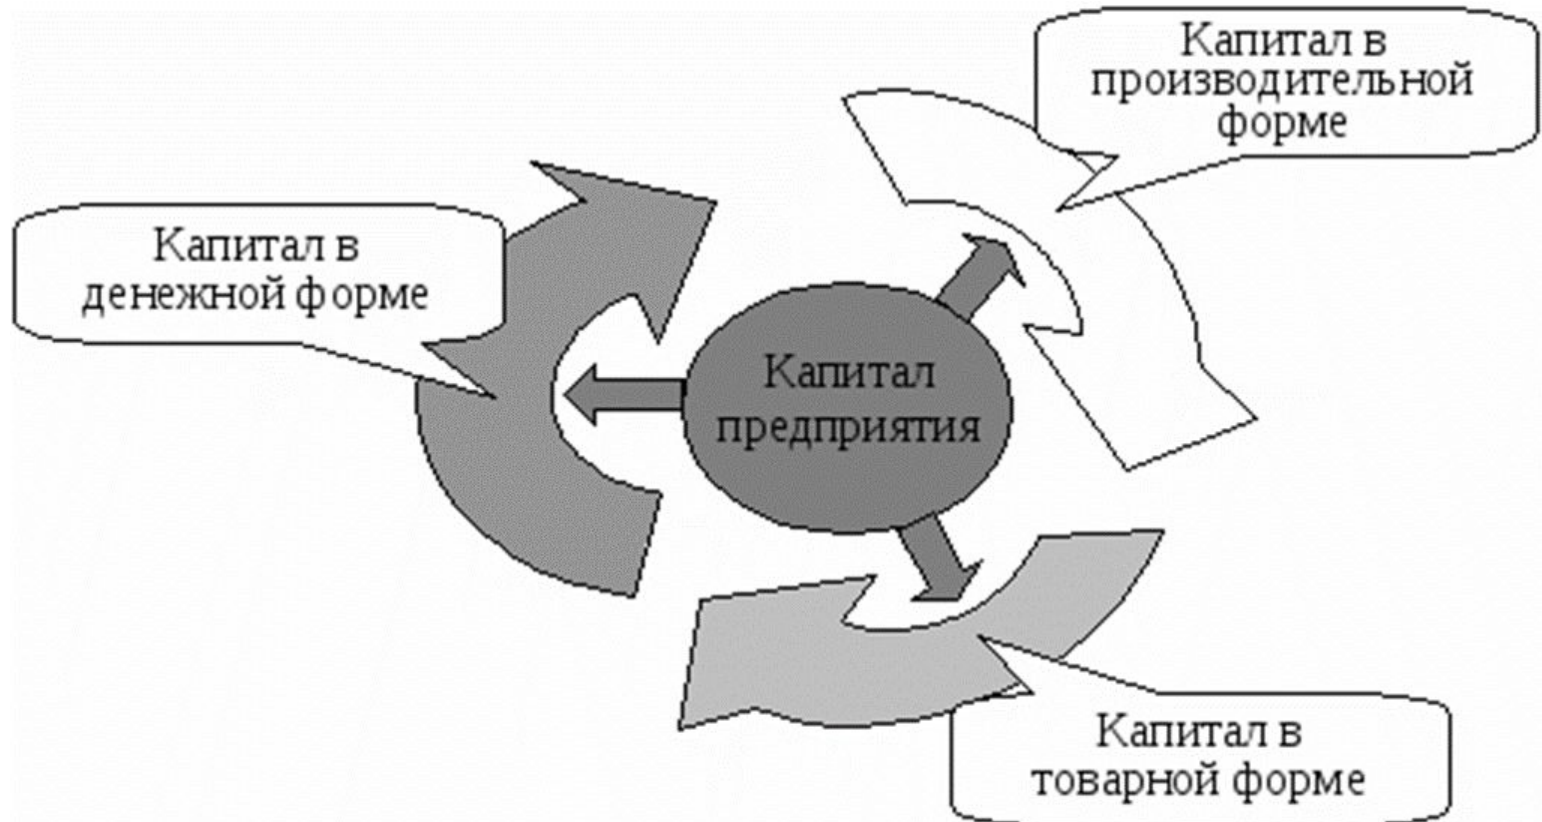 Капитал в
производительной
форме
Капитал в
денежной форме
Капитал
предприятия
Капитал в
товарной форме